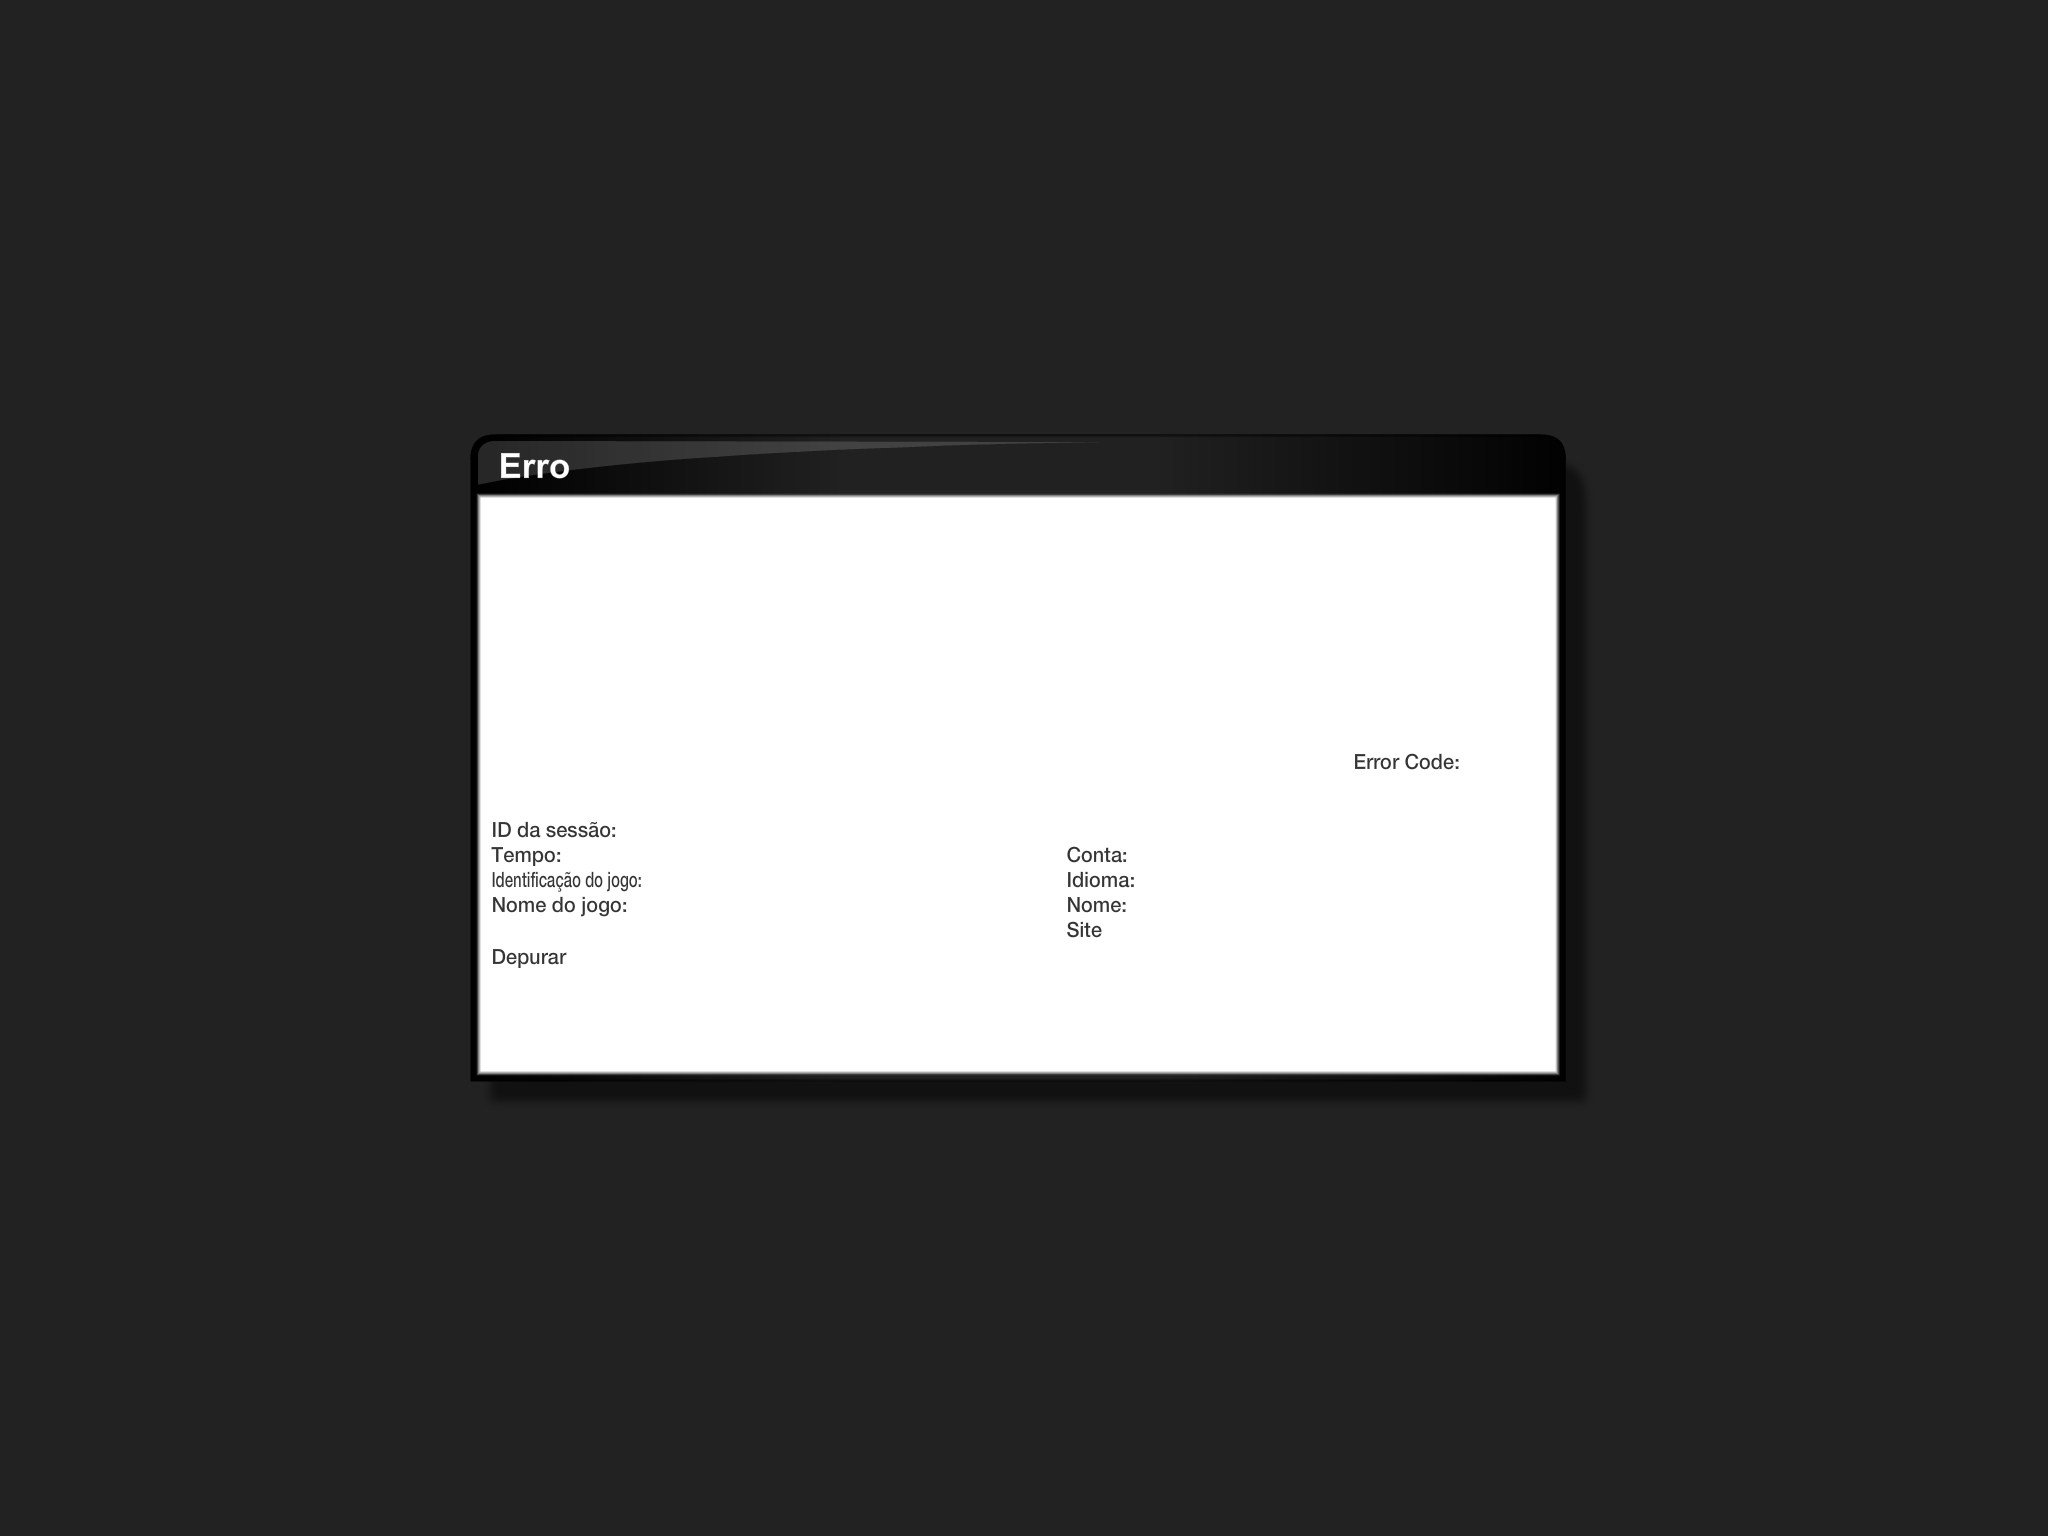 Erro
Error Code:
ID da sessão:
Tempo:
Conta:
Identificação do jogo:
Idioma:
Nome do jogo:
Nome:
Site
Depurar